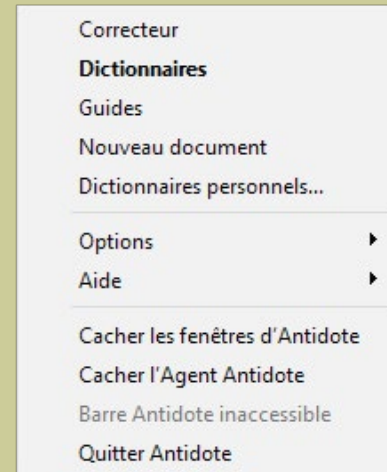 Correcteur
Dictionnaires
Guides
Nouveau document
Dictionnaires personnels...
Options
Aide
Cacher les fenêtres d’Antidote
Cacher l’Agent Antidote
Barre Antidote inaccessible
Quitter Antidote